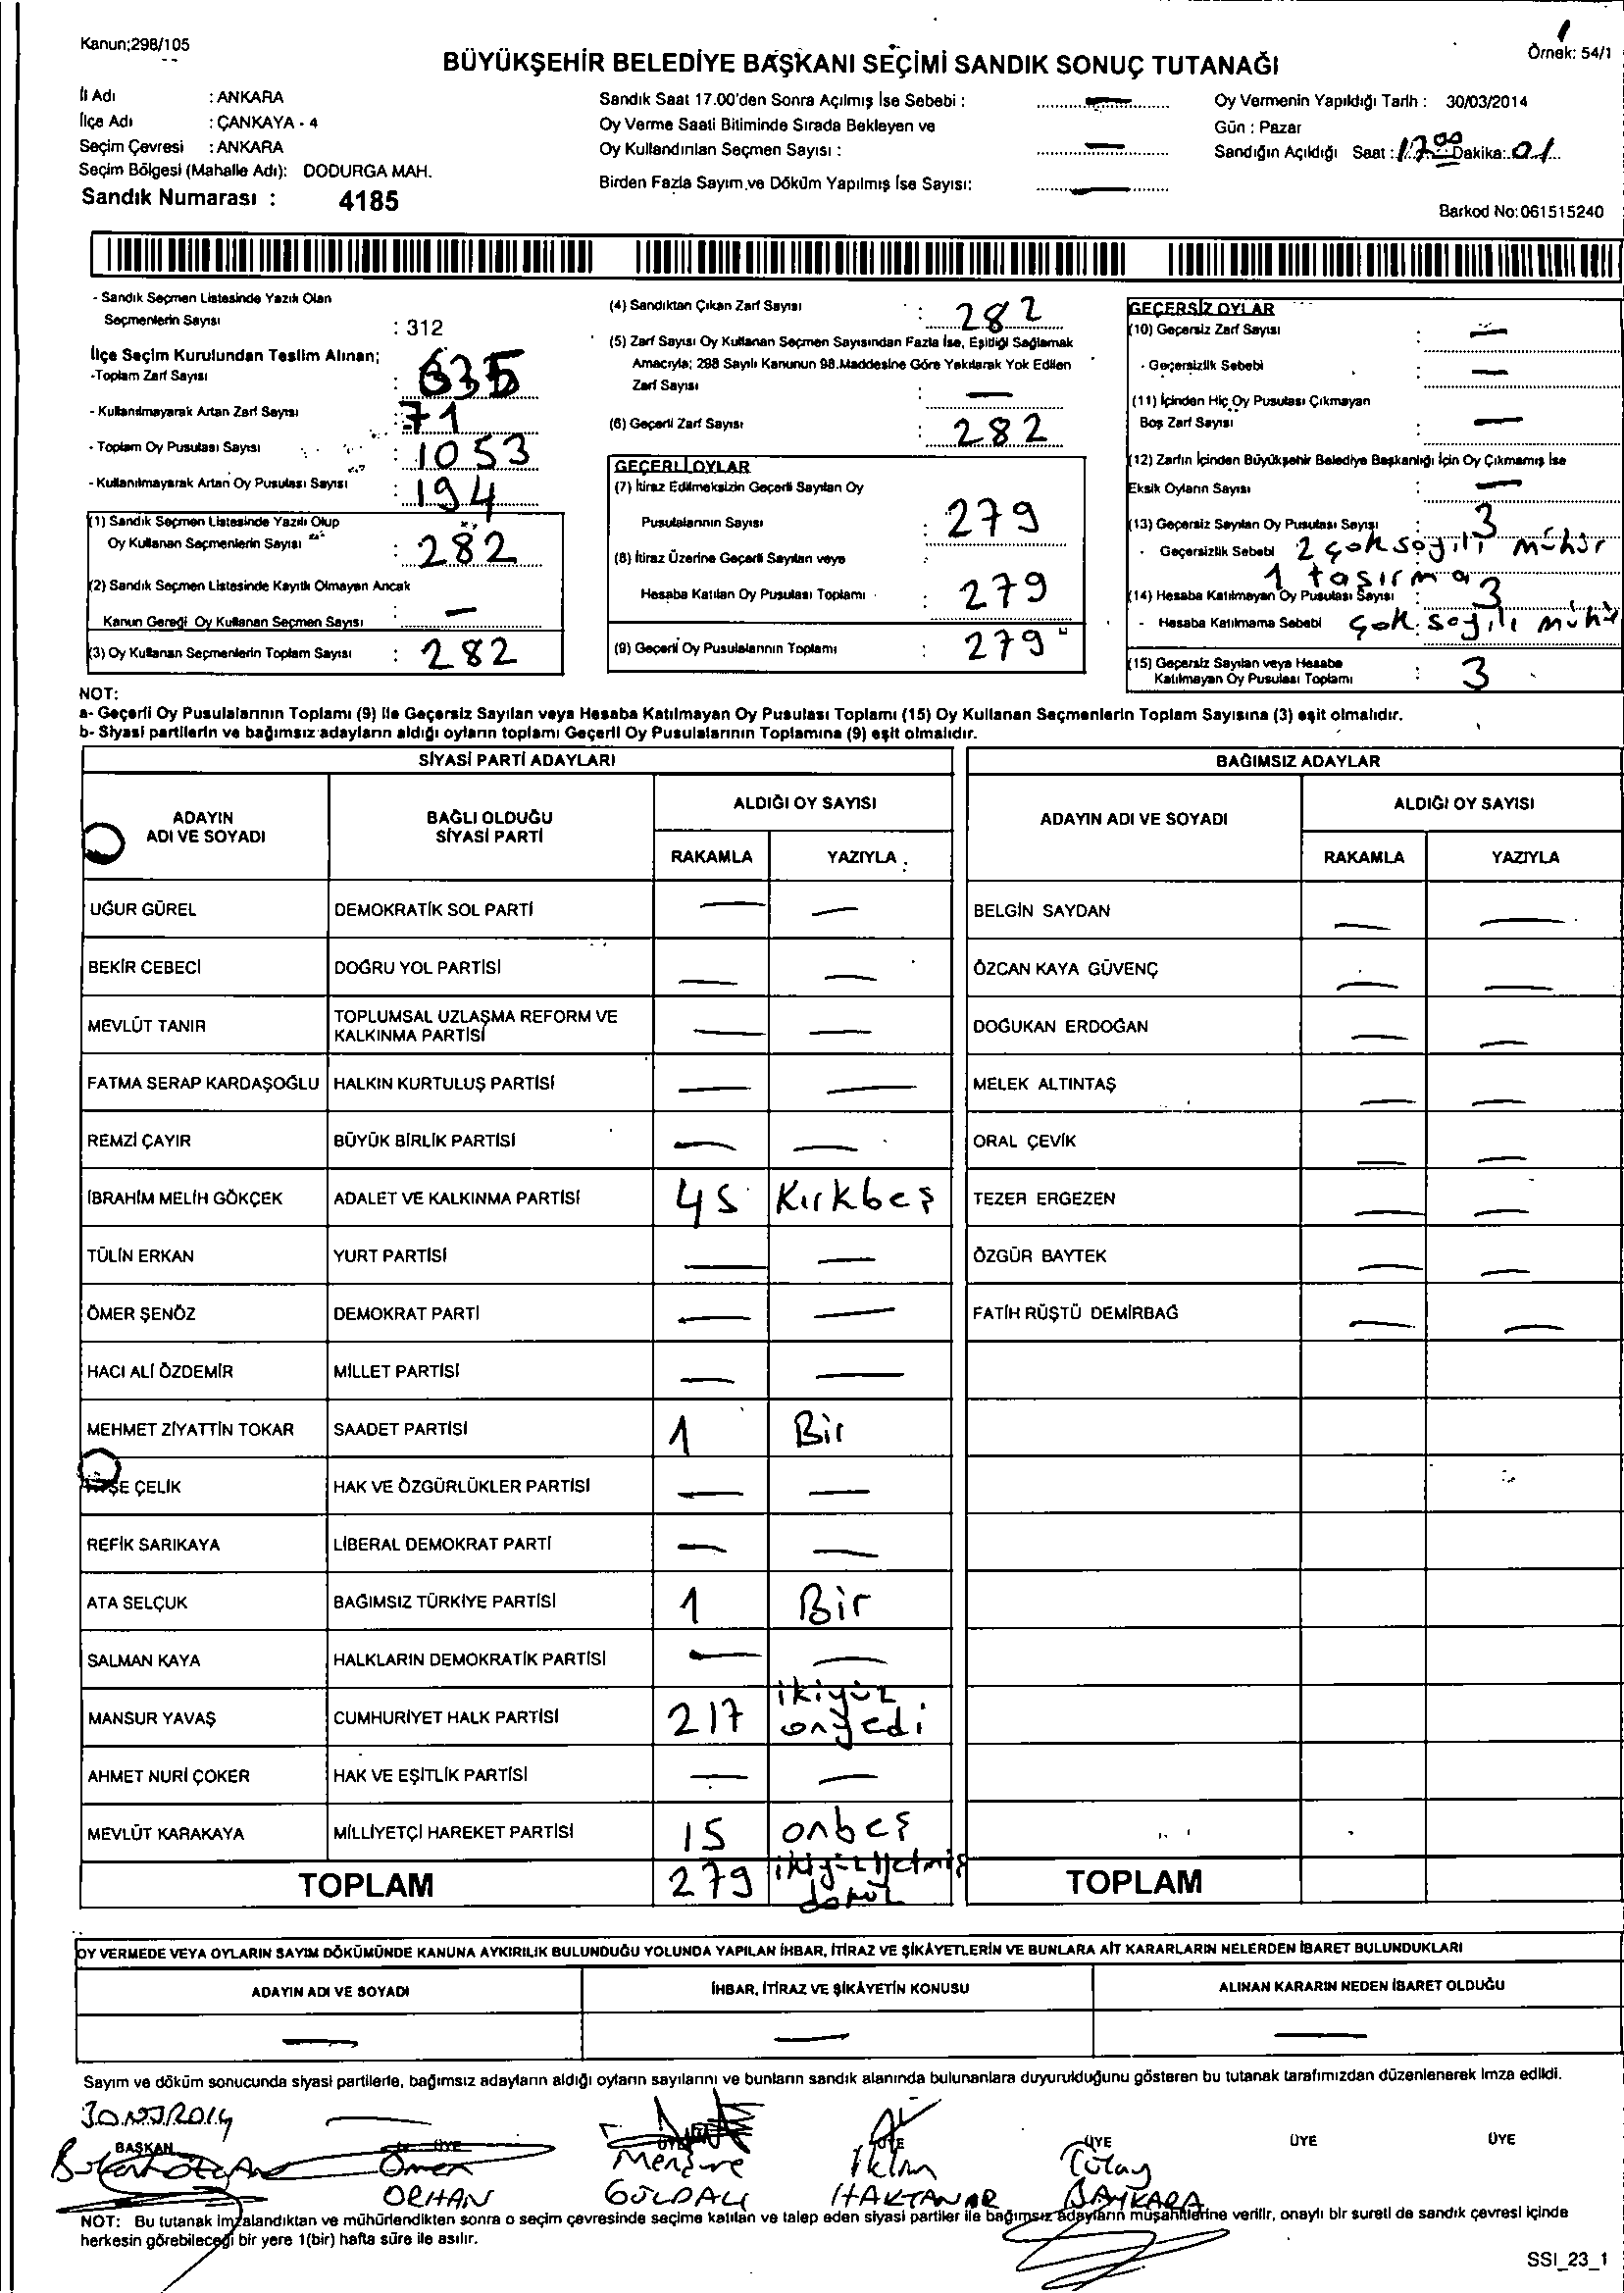 Kanun;298/105
Örnek: 54/1
BÜYÜKŞEHİR BELEDİYE BAŞKANI SEÇİMİ SANDIK SONUÇ TUTANAĞI
İl Adı : ANKARA
İlçe Adı : ÇANKAYA - 4
Seçim Çevresi : ANKARA
Seçim Bölgesi (Mahalle Adı): DODURGA MAH.
Sandık Numarası : 4185
Sandık Saat 17.00'den Sonra Açılmış İse Sebebi : —
Oy Verme Saati Bitiminde Sırada Bekleyen ve
Oy Kullandırılan Seçmen Sayısı : —
Birden Fazla Sayım ve Döküm Yapılmış İse Sayısı: —
Oy Vermenin Yapıldığı Tarih : 30/03/2014
Gün : Pazar
Sandığın Açıldığı Saat : 17.00 Dakika: 01
Barkod No:061515240
- Sandık Seçmen Listesinde Yazılı Olan
Seçmenlerin Sayısı : 312
İlçe Seçim Kurulundan Teslim Alınan;
-Toplam Zarf Sayısı : 635
- Kullanılmayarak Artan Zarf Sayısı : 71
- Toplam Oy Pusulası Sayısı : 1053
- Kullanılmayarak Artan Oy Pusulası Sayısı : 194
(1) Sandık Seçmen Listesinde Yazılı Olup
Oy Kullanan Seçmenlerin Sayısı : 282
(2) Sandık Seçmen Listesinde Kayıtlı Olmayan Ancak
Kanun Gereği Oy Kullanan Seçmen Sayısı : —
(3) Oy Kullanan Seçmenlerin Toplam Sayısı : 282
(4) Sandıktan Çıkan Zarf Sayısı : 282
(5) Zarf Sayısı Oy Kullanan Seçmen Sayısından Fazla İse, Eşitliği Sağlamak
Amacıyla; 298 Sayılı Kanunun 98.Maddesine Göre Yakılarak Yok Edilen
Zarf Sayısı : —
(6) Geçerli Zarf Sayısı : 282
GEÇERLİ OYLAR
(7) İtiraz Edilmeksizin Geçerli Sayılan Oy
Pusulalarının Sayısı : 279
(8) İtiraz Üzerine Geçerli Sayılan veya :
Hesaba Katılan Oy Pusulası Toplamı : 279
(9) Geçerli Oy Pusulalarının Toplamı : 279
GEÇERSİZ OYLAR
(10) Geçersiz Zarf Sayısı : —
- Geçersizlik Sebebi : —
(11) İçinden Hiç Oy Pusulası Çıkmayan
Boş Zarf Sayısı : —
(12) Zarfın İçinden Büyükşehir Belediye Başkanlığı İçin Oy Çıkmamış İse
Eksik Oyların Sayısı : —
(13) Geçersiz Sayılan Oy Pusulası Sayısı : 3
- Geçersizlik Sebebi 2 çok sayılı mühür
1 taşırma
(14) Hesaba Katılmayan Oy Pusulası Sayısı : 3
- Hesaba Katılmama Sebebi Çok sayılı mühü
(15) Geçersiz Sayılan veya Hesaba
Katılmayan Oy Pusulası Toplamı : 3
NOT:
a- Geçerli Oy Pusulalarının Toplamı (9) ile Geçersiz Sayılan veya Hesaba Katılmayan Oy Pusulası Toplamı (15) Oy Kullanan Seçmenlerin Toplam Sayısına (3) eşit olmalıdır.
b- Siyasi partilerin ve bağımsız adayların aldığı oyların toplamı Geçerli Oy Pusulalarının Toplamına (9) eşit olmalıdır.
SİYASİ PARTİ ADAYLARI
ADAYIN ADI VE SOYADI
BAĞLI OLDUĞU SİYASİ PARTİ
ALDIĞI OY SAYISI
RAKAMLA YAZIYLA
UĞUR GÜREL DEMOKRATİK SOL PARTİ — —
BEKİR CEBECİ DOĞRU YOL PARTİSİ — —
MEVLÜT TANIR TOPLUMSAL UZLAŞMA REFORM VE KALKINMA PARTİSİ — —
FATMA SERAP KARDAŞOĞLU HALKIN KURTULUŞ PARTİSİ — —
REMZİ ÇAYIR BÜYÜK BİRLİK PARTİSİ — —
İBRAHİM MELİH GÖKÇEK ADALET VE KALKINMA PARTİSİ 45 Kırkbeş
TÜLİN ERKAN YURT PARTİSİ — —
ÖMER ŞENÖZ DEMOKRAT PARTİ — —
HACI ALİ ÖZDEMİR MİLLET PARTİSİ — —
MEHMET ZİYATTİN TOKAR SAADET PARTİSİ 1 Bir
ÇELİK HAK VE ÖZGÜRLÜKLER PARTİSİ — —
REFİK SARIKAYA LİBERAL DEMOKRAT PARTİ — —
ATA SELÇUK BAĞIMSIZ TÜRKİYE PARTİSİ 1 Bir
SALMAN KAYA HALKLARIN DEMOKRATİK PARTİSİ — —
MANSUR YAVAŞ CUMHURİYET HALK PARTİSİ 217 ikiyüz onyedi
AHMET NURİ ÇOKER HAK VE EŞİTLİK PARTİSİ — —
MEVLÜT KARAKAYA MİLLİYETÇİ HAREKET PARTİSİ 15 onbeş
TOPLAM 279 ikiyüzyetmiş dokuz
BAĞIMSIZ ADAYLAR
ADAYIN ADI VE SOYADI
ALDIĞI OY SAYISI
RAKAMLA YAZIYLA
BELGİN SAYDAN — —
ÖZCAN KAYA GÜVENÇ — —
DOĞUKAN ERDOĞAN — —
MELEK ALTINTAŞ — —
ORAL ÇEVİK — —
TEZER ERGEZEN — —
ÖZGÜR BAYTEK — —
FATİH RÜŞTÜ DEMİRBAĞ — —
TOPLAM
OY VERMEDE VEYA OYLARIN SAYIM DÖKÜMÜNDE KANUNA AYKIRILIK BULUNDUĞU YOLUNDA YAPILAN İHBAR, İTİRAZ VE ŞİKÂYETLERİN VE BUNLARA AİT KARARLARIN NELERDEN İBARET BULUNDUKLARI
ADAYIN ADI VE SOYADI İHBAR, İTİRAZ VE ŞİKÂYETİN KONUSU ALINAN KARARIN NEDEN İBARET OLDUĞU
— — —
Sayım ve döküm sonucunda siyasi partilerle, bağımsız adayların aldığı oyların sayılarını ve bunların sandık alanında bulunanlara duyurulduğunu gösteren bu tutanak tarafımızdan düzenlenerek imza edildi.
30.03.2014
BAŞKAN ÜYE ÜYE ÜYE ÜYE ÜYE ÜYE
Ömer Tülay
ORHAN GÜLDALI HAKTANIR BAYKARA
NOT: Bu tutanak imzalandıktan ve mühürlendikten sonra o seçim çevresinde seçime katılan ve talep eden siyasi partiler ile bağımsız adayların müşahitlerine verilir, onaylı bir sureti de sandık çevresi içinde
herkesin görebileceği bir yere 1(bir) hafta süre ile asılır.
SSI_23_1